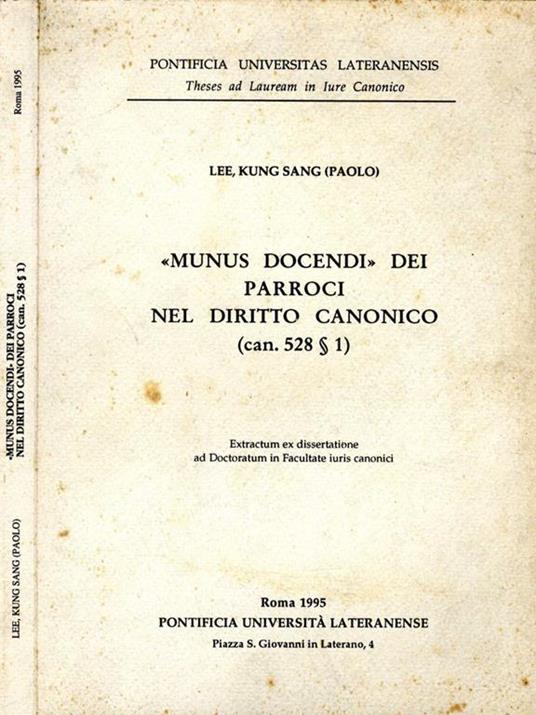 Roma 1995
«MUNUS DOCENDI» DEI PARROCI
NEL DIRITTO CANONICO (can. 528 § 1)
LEE, KUNG SANG (PAOLO)
PONTIFICIA UNIVERSITAS LATERANENSIS
Theses ad Lauream in Iure Canonico
LEE, KUNG SANG (PAOLO)
«MUNUS DOCENDI» DEI
PARROCI
NEL DIRITTO CANONICO
(can. 528 § 1)
Extractum ex dissertatione
ad Doctoratum in Facultate iuris canonici
Roma 1995
PONTIFICIA UNIVERSITÀ LATERANENSE
Piazza S. Giovanni in Laterano, 4